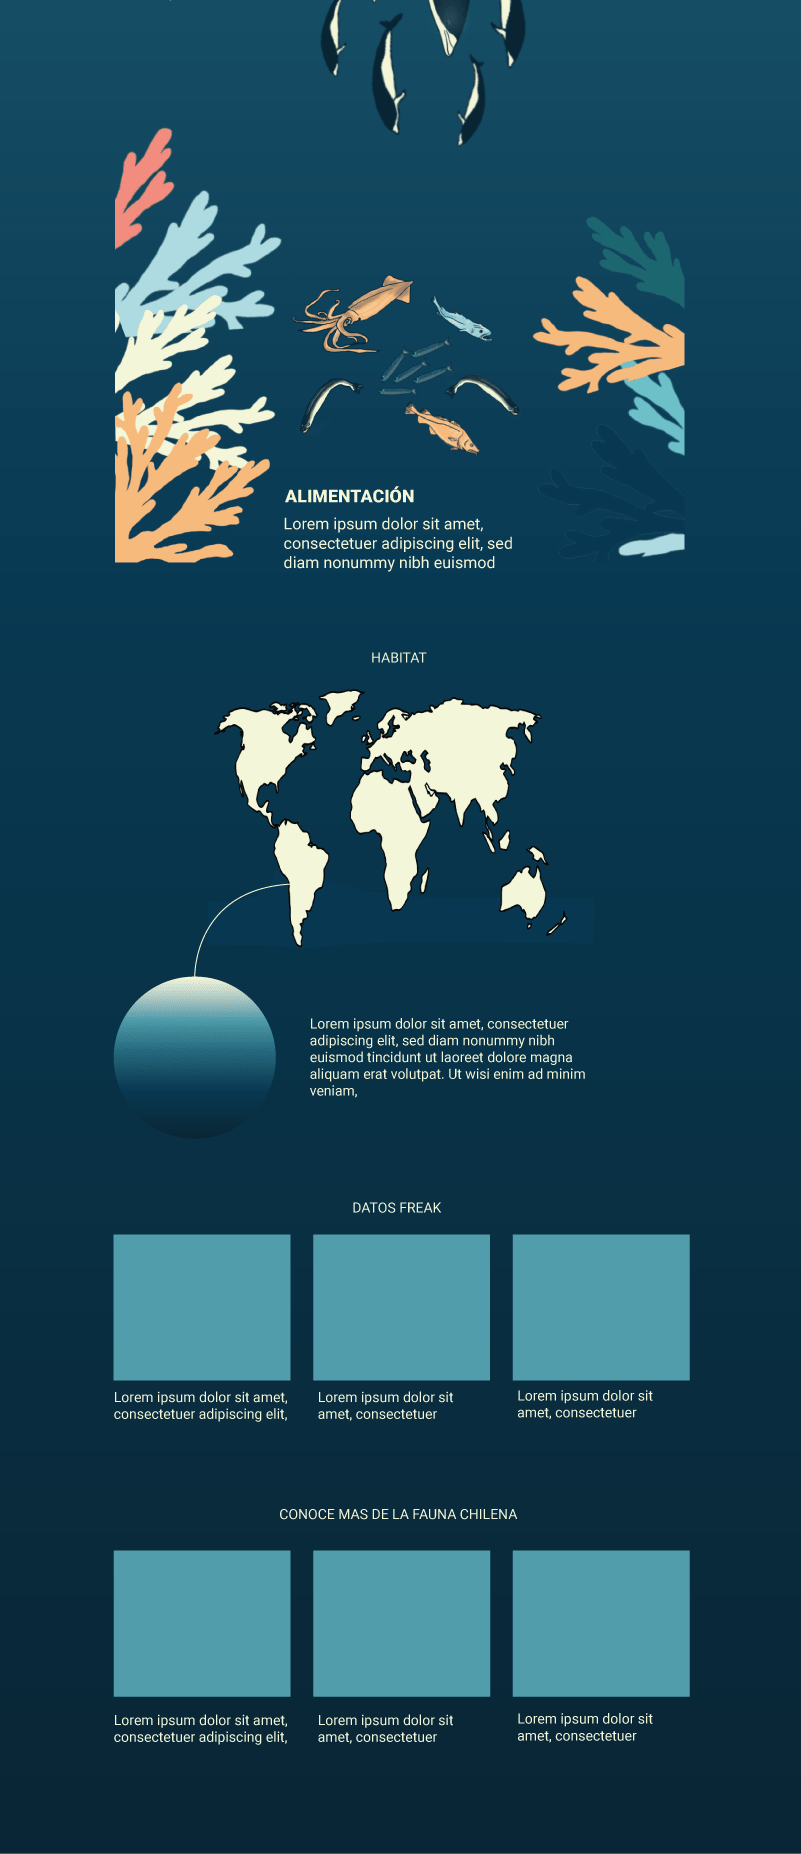 ALIMENTACIÓN
Lorem ipsum dolor sit amet,
consectetuer adipiscing elit, sed
diam nonummy nibh euismod
HABITAT
Lorem ipsum dolor sit amet, consectetuer
adipiscing elit, sed diam nonummy nibh
euismod tincidunt ut laoreet dolore magna
aliquam erat volutpat. Ut wisi enim ad minim
veniam,
DATOS FREAK
Lorem ipsum dolor sit amet,
consectetuer adipiscing elit,
Lorem ipsum dolor sit
amet, consectetuer
Lorem ipsum dolor sit
amet, consectetuer
CONOCE MAS DE LA FAUNA CHILENA
Lorem ipsum dolor sit amet,
consectetuer adipiscing elit,
Lorem ipsum dolor sit
amet, consectetuer
Lorem ipsum dolor sit
amet, consectetuer